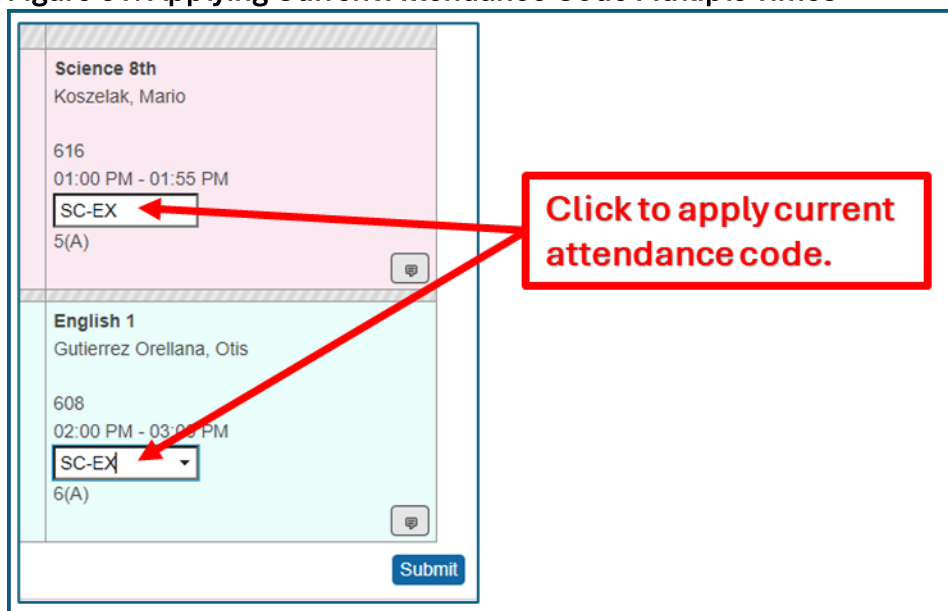 Science 8th
Koszelak, Mario
616
01:00 PM - 01:55 PM
SC-EX
5(A)
English 1
Gutierrez Orellana, Otis
608
02:00 PM - 03:00 PM
SC-EX
6(A)
Submit
Click to apply current
attendance code.